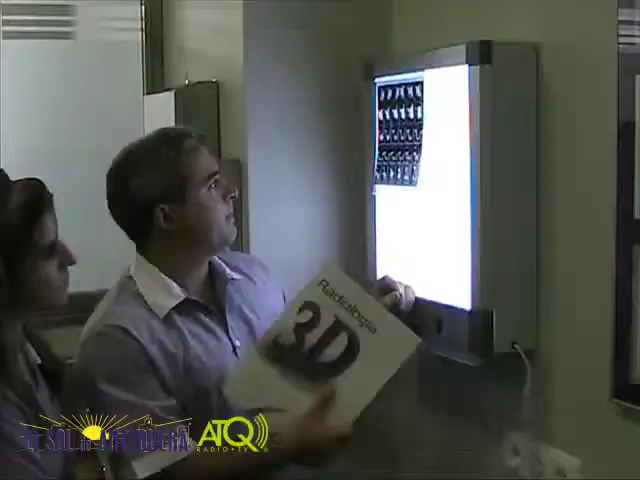 Radiología
3D
EL SOL DE ANTEQUERA
ATQ
RADIO • TV